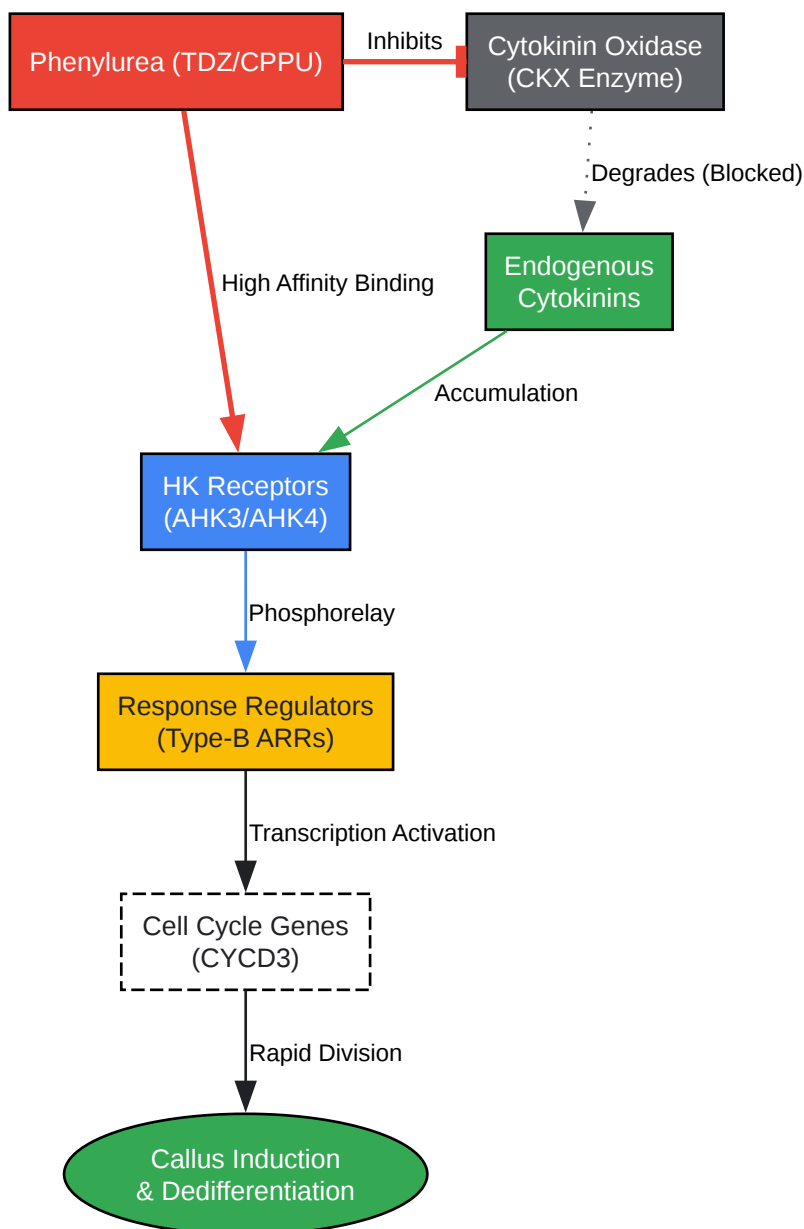 Phenylurea (TDZ/CPPU)
Inhibits
Cytokinin Oxidase
(CKX Enzyme)
Degrades (Blocked)
Endogenous
Cytokinins
High Affinity Binding
Accumulation
HK Receptors
(AHK3/AHK4)
Phosphorelay
Response Regulators
(Type-B ARRs)
Transcription Activation
Cell Cycle Genes
(CYCD3)
Rapid Division
Callus Induction
& Dedifferentiation